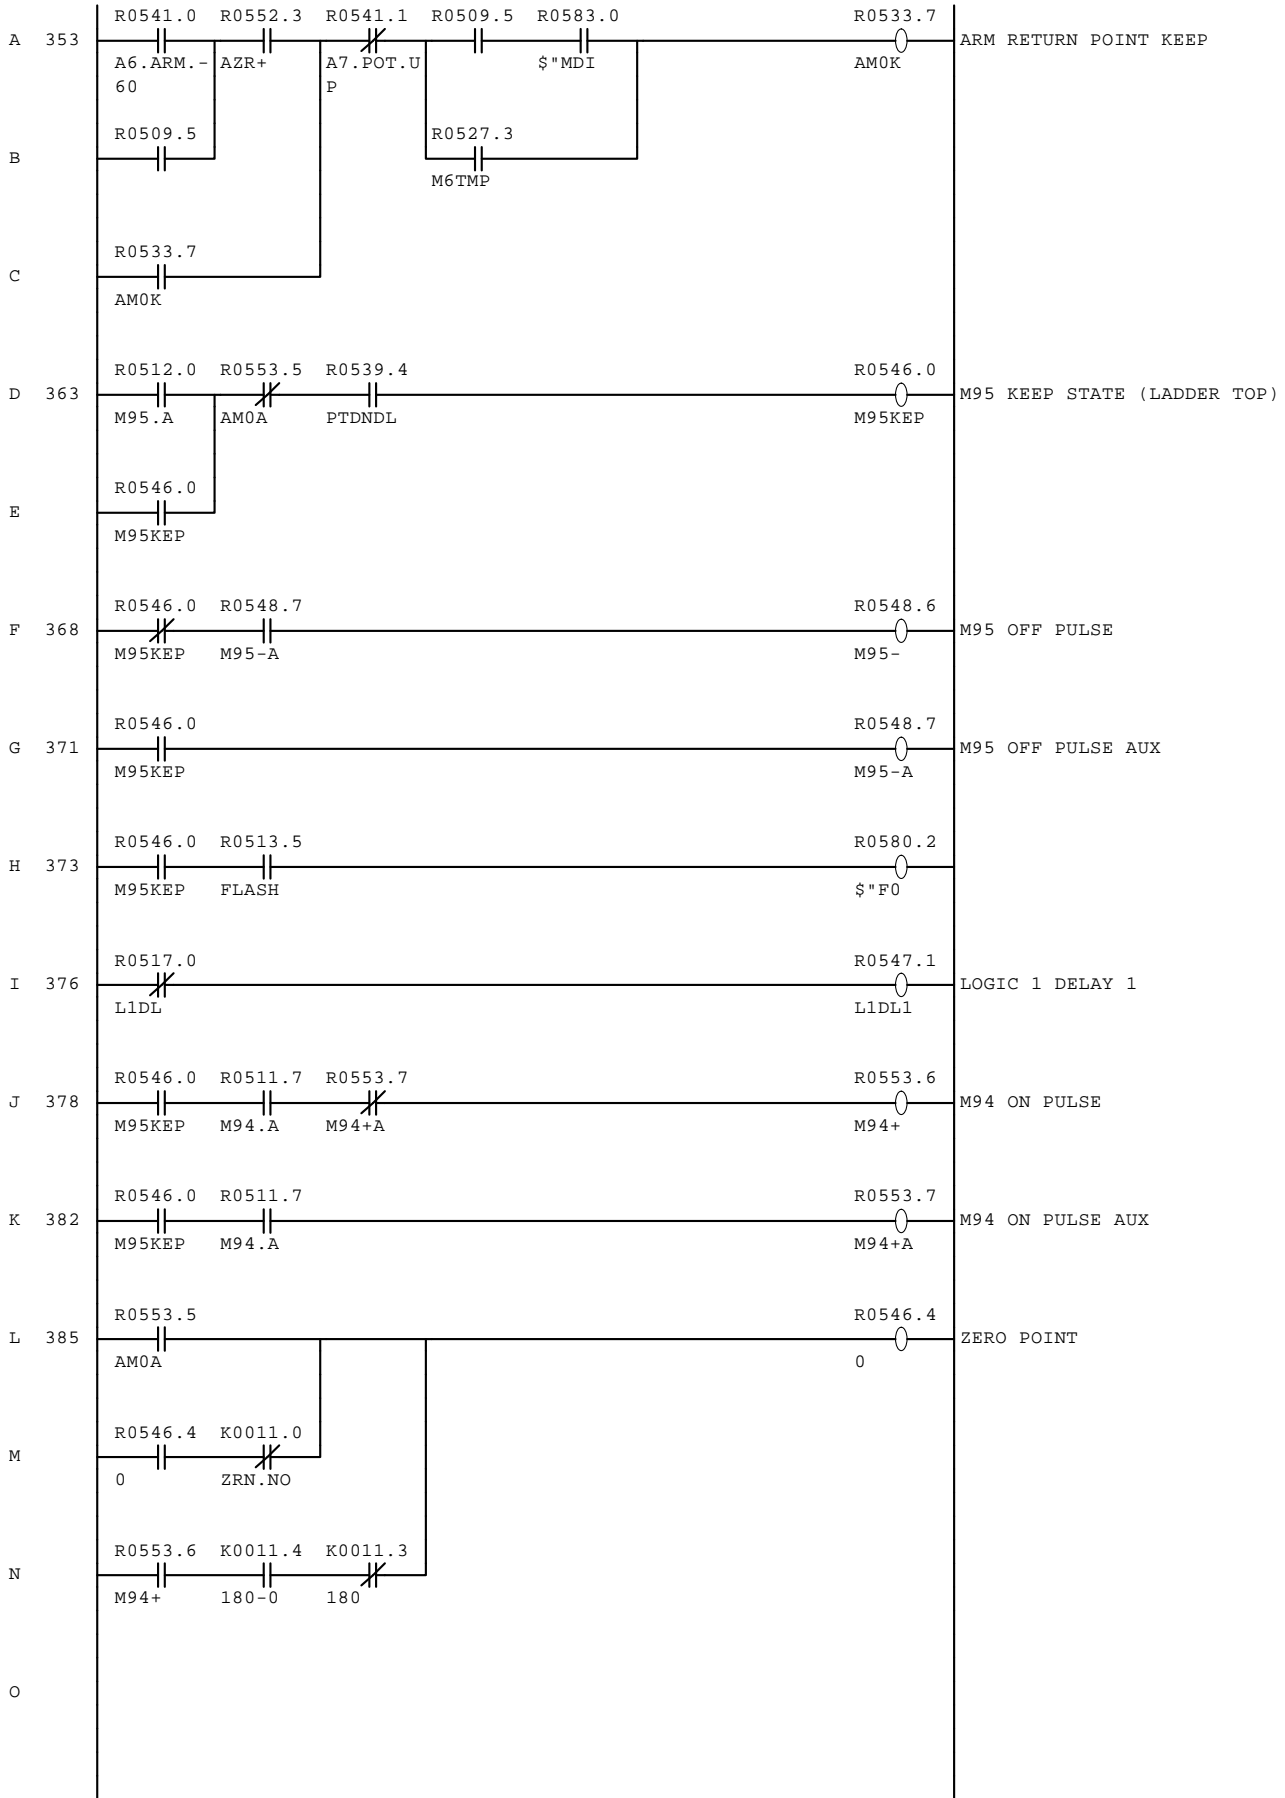 R0541.0 R0552.3 R0541.1 R0509.5 R0583.0 R0533.7
A 353 ARM RETURN POINT KEEP
A6.ARM.- AZR+ A7.POT.U $"MDI AM0K
60 P
R0509.5 R0527.3
B
M6TMP
R0533.7
C
AM0K
R0512.0 R0553.5 R0539.4 R0546.0
D 363 M95 KEEP STATE (LADDER TOP)
M95.A AM0A PTDNDL M95KEP
R0546.0
E
M95KEP
R0546.0 R0548.7 R0548.6
F 368 M95 OFF PULSE
M95KEP M95-A M95-
R0546.0 R0548.7
G 371 M95 OFF PULSE AUX
M95KEP M95-A
R0546.0 R0513.5 R0580.2
H 373
M95KEP FLASH $"F0
R0517.0 R0547.1
I 376 LOGIC 1 DELAY 1
L1DL L1DL1
R0546.0 R0511.7 R0553.7 R0553.6
J 378 M94 ON PULSE
M95KEP M94.A M94+A M94+
R0546.0 R0511.7 R0553.7
K 382 M94 ON PULSE AUX
M95KEP M94.A M94+A
R0553.5 R0546.4
L 385 ZERO POINT
AM0A 0
R0546.4 K0011.0
M
0 ZRN.NO
R0553.6 K0011.4 K0011.3
N
M94+ 180-0 180
O